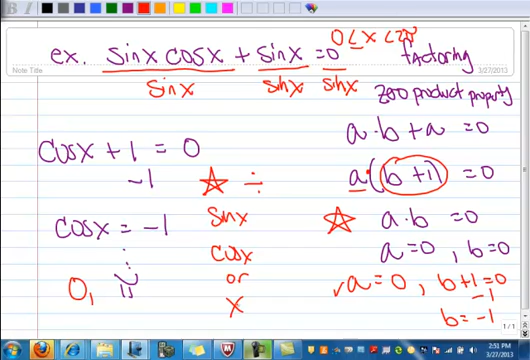 ex. sinx cosx + sinx = 0
sinx sinx sinx
0 ≤ x < 2π
factoring
Note Title
3/27/2013
zero product property
a·b + a = 0
cosx + 1 = 0
-1
a(b + 1) = 0
☆ ÷
sinx
cosx
or
x
cosx = -1
☆ a·b = 0
a=0, b=0
0,
√a=0, b+1=0
-1
b=-1
1/1
2:51 PM
3/27/2013